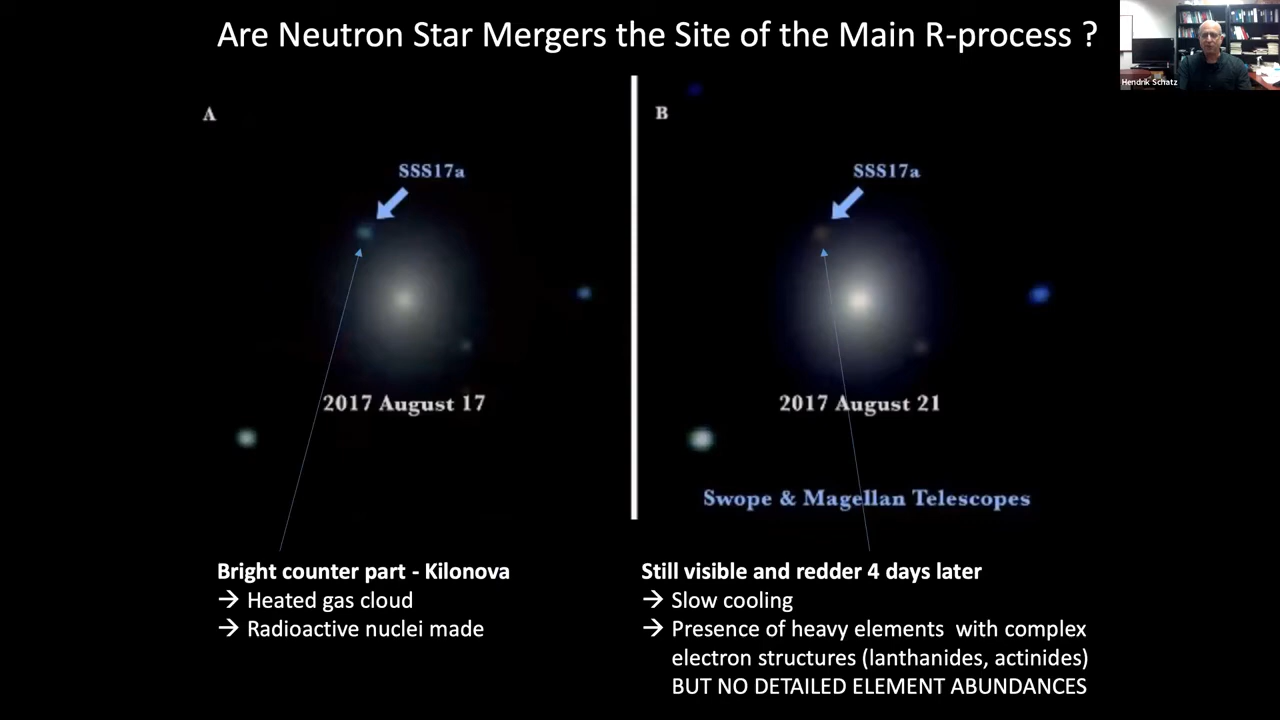 Are Neutron Star Mergers the Site of the Main R-process ?
Hendrik Schatz
A
SSS17a
2017 August 17
B
SSS17a
2017 August 21
Swope & Magellan Telescopes
Bright counter part - Kilonova
→ Heated gas cloud
→ Radioactive nuclei made
Still visible and redder 4 days later
→ Slow cooling
→ Presence of heavy elements with complex
electron structures (lanthanides, actinides)
BUT NO DETAILED ELEMENT ABUNDANCES